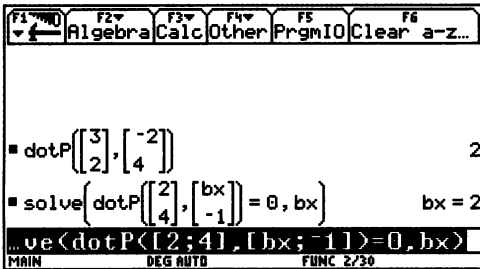 F1 F2 F3 F4 F5 F6
Algebra Calc Other PrgmIO Clear a-z…
dotP([3 2],[-2 4]) 2
solve(dotP([2 4],[bx -1]) = 0, bx) bx = 2
…ve(dotP([2;4],[bx;-1])=0,bx)
MAIN DEG AUTO FUNC 2/30